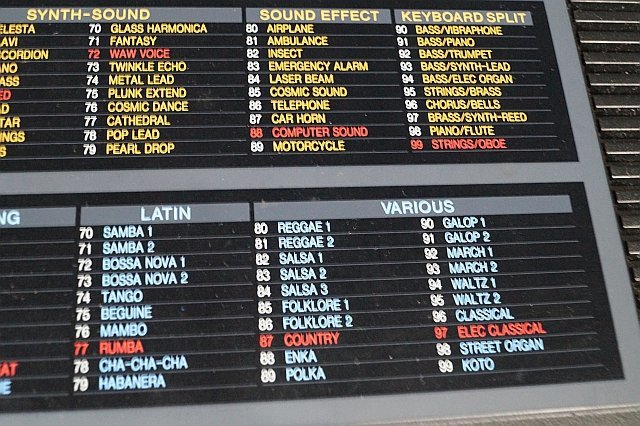 SYNTH-SOUND
ELESTA
LAVI
CCORDION
ANO
ASS
ED
AD
TAR
INGS
S
70 GLASS HARMONICA
71 FANTASY
72 WAW VOICE
73 TWINKLE ECHO
74 METAL LEAD
75 PLUNK EXTEND
76 COSMIC DANCE
77 CATHEDRAL
78 POP LEAD
79 PEARL DROP
SOUND EFFECT
80 AIRPLANE
81 AMBULANCE
82 INSECT
83 EMERGENCY ALARM
84 LASER BEAM
85 COSMIC SOUND
86 TELEPHONE
87 CAR HORN
88 COMPUTER SOUND
89 MOTORCYCLE
KEYBOARD SPLIT
90 BASS/VIBRAPHONE
91 BASS/PIANO
92 BASS/TRUMPET
93 BASS/SYNTH-LEAD
94 BASS/ELEC ORGAN
95 STRINGS/BRASS
96 CHORUS/BELLS
97 BRASS/SYNTH-REED
98 PIANO/FLUTE
99 STRINGS/OBOE
NG
AT
E
LATIN
70 SAMBA 1
71 SAMBA 2
72 BOSSA NOVA 1
73 BOSSA NOVA 2
74 TANGO
75 BEGUINE
76 MAMBO
77 RUMBA
78 CHA-CHA-CHA
79 HABANERA
VARIOUS
80 REGGAE 1
81 REGGAE 2
82 SALSA 1
83 SALSA 2
84 SALSA 3
85 FOLKLORE 1
86 FOLKLORE 2
87 COUNTRY
88 ENKA
89 POLKA
90 GALOP 1
91 GALOP 2
92 MARCH 1
93 MARCH 2
94 WALTZ 1
95 WALTZ 2
96 CLASSICAL
97 ELEC CLASSICAL
98 STREET ORGAN
99 KOTO